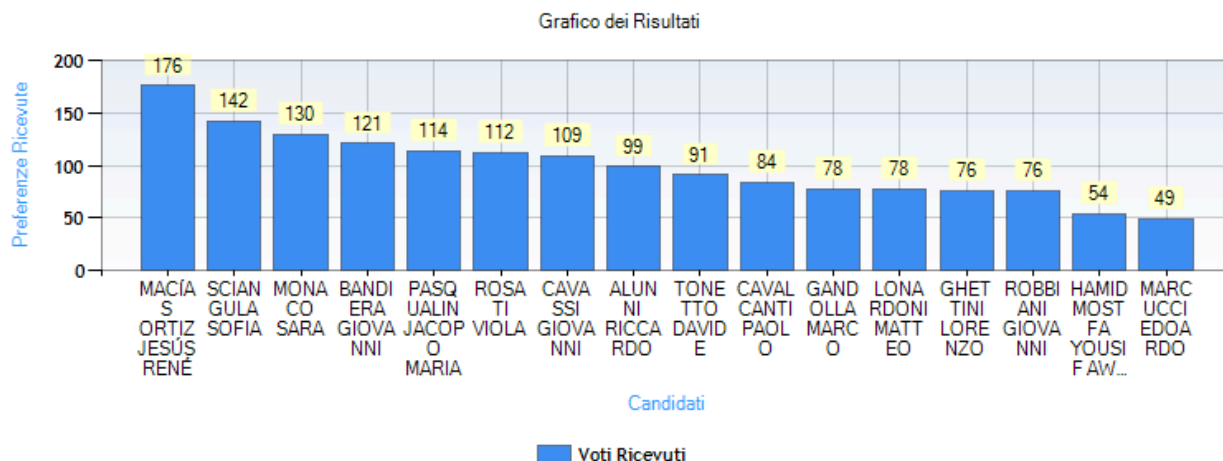 Grafico dei Risultati
Preferenze Ricevute
200
150
100
50
0
176
142
130
121
114
112
109
99
91
84
78
78
76
76
54
49
MACÍA
S
ORTIZ
JESÚS
RENÉ
SCIAN
GULA
SOFIA
MONA
CO
SARA
BANDI
ERA
GIOVA
NNI
PASQ
UALIN
JACOP
O
MARIA
ROSA
TI
VIOLA
CAVA
SSI
GIOVA
NNI
ALUN
NI
RICCA
RDO
TONE
TTO
DAVID
E
CAVAL
CANTI
PAOL
O
GAND
OLLA
MARC
O
LONA
RDONI
MATT
EO
GHET
TINI
LORE
NZO
ROBBI
ANI
GIOVA
NNI
HAMID
MOST
FA
YOUSI
F AW...
MARC
UCCI
EDOA
RDO
Candidati
Voti Ricevuti